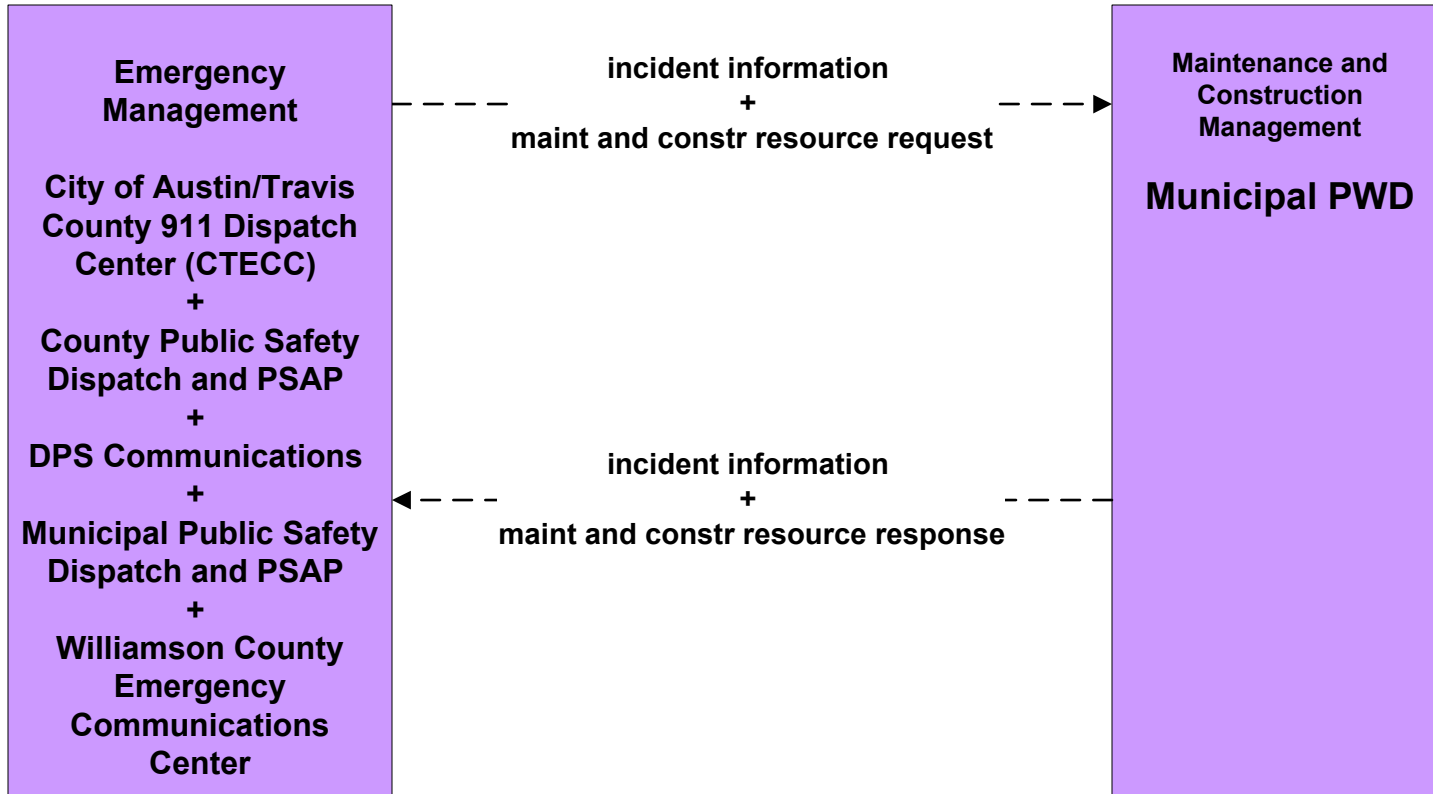 Emergency
Management
City of Austin/Travis
County 911 Dispatch
Center (CTECC)
+
County Public Safety
Dispatch and PSAP
+
DPS Communications
+
Municipal Public Safety
Dispatch and PSAP
+
Williamson County
Emergency
Communications
Center
incident information
+
maint and constr resource request
incident information
+
maint and constr resource response
Maintenance and
Construction
Management
Municipal PWD